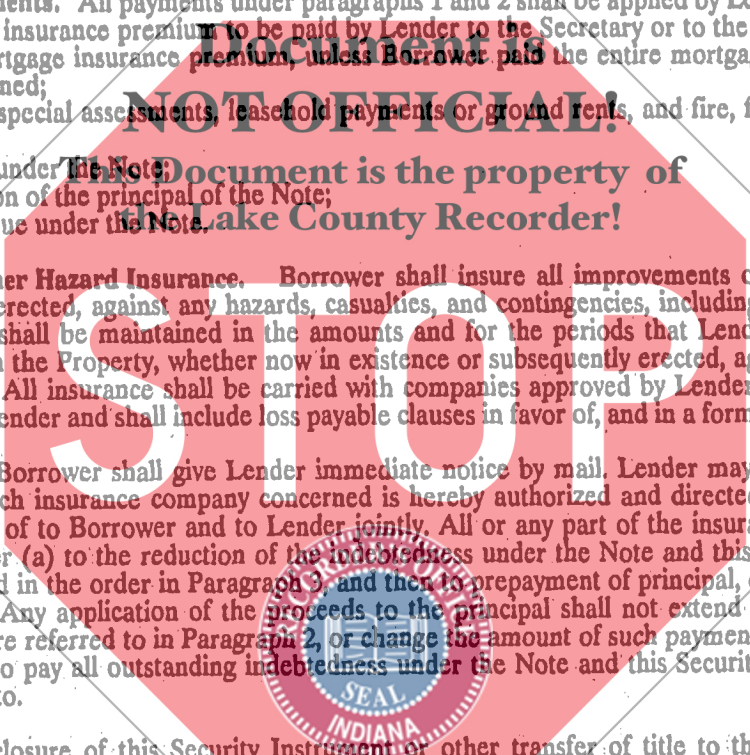 ents. All payments under paragraphs 1 and 2 shall be applied by L
insurance premium to be paid by Lender to the Secretary or to the
rtgage insurance premium, unless Borrower paid the entire mortga
ned;
special assessments, leasehold payments or ground rents, and fire, f
under the Note;
on of the principal of the Note;
ue under the Note.
Document is
NOT OFFICIAL!
This Document is the property of
the Lake County Recorder!
er Hazard Insurance. Borrower shall insure all improvements o
erected, against any hazards, casualties, and contingencies, includin
shall be maintained in the amounts and for the periods that Lend
n the Property, whether now in existence or subsequently erected, ag
All insurance shall be carried with companies approved by Lender
ender and shall include loss payable clauses in favor of, and in a form
STOP
Borrower shall give Lender immediate notice by mail. Lender may
ch insurance company concerned is hereby authorized and directe
of to Borrower and to Lender jointly. All or any part of the insura
r (a) to the reduction of the indebtedness under the Note and this
d in the order in Paragraph 3, and then to prepayment of principal,
Any application of the proceeds to the principal shall not extend
re referred to in Paragraph 2, or change the amount of such paymen
o pay all outstanding indebtedness under the Note and this Securit
to.
SEAL
INDIANA
closure of this Security Instrument or other transfer of title to th